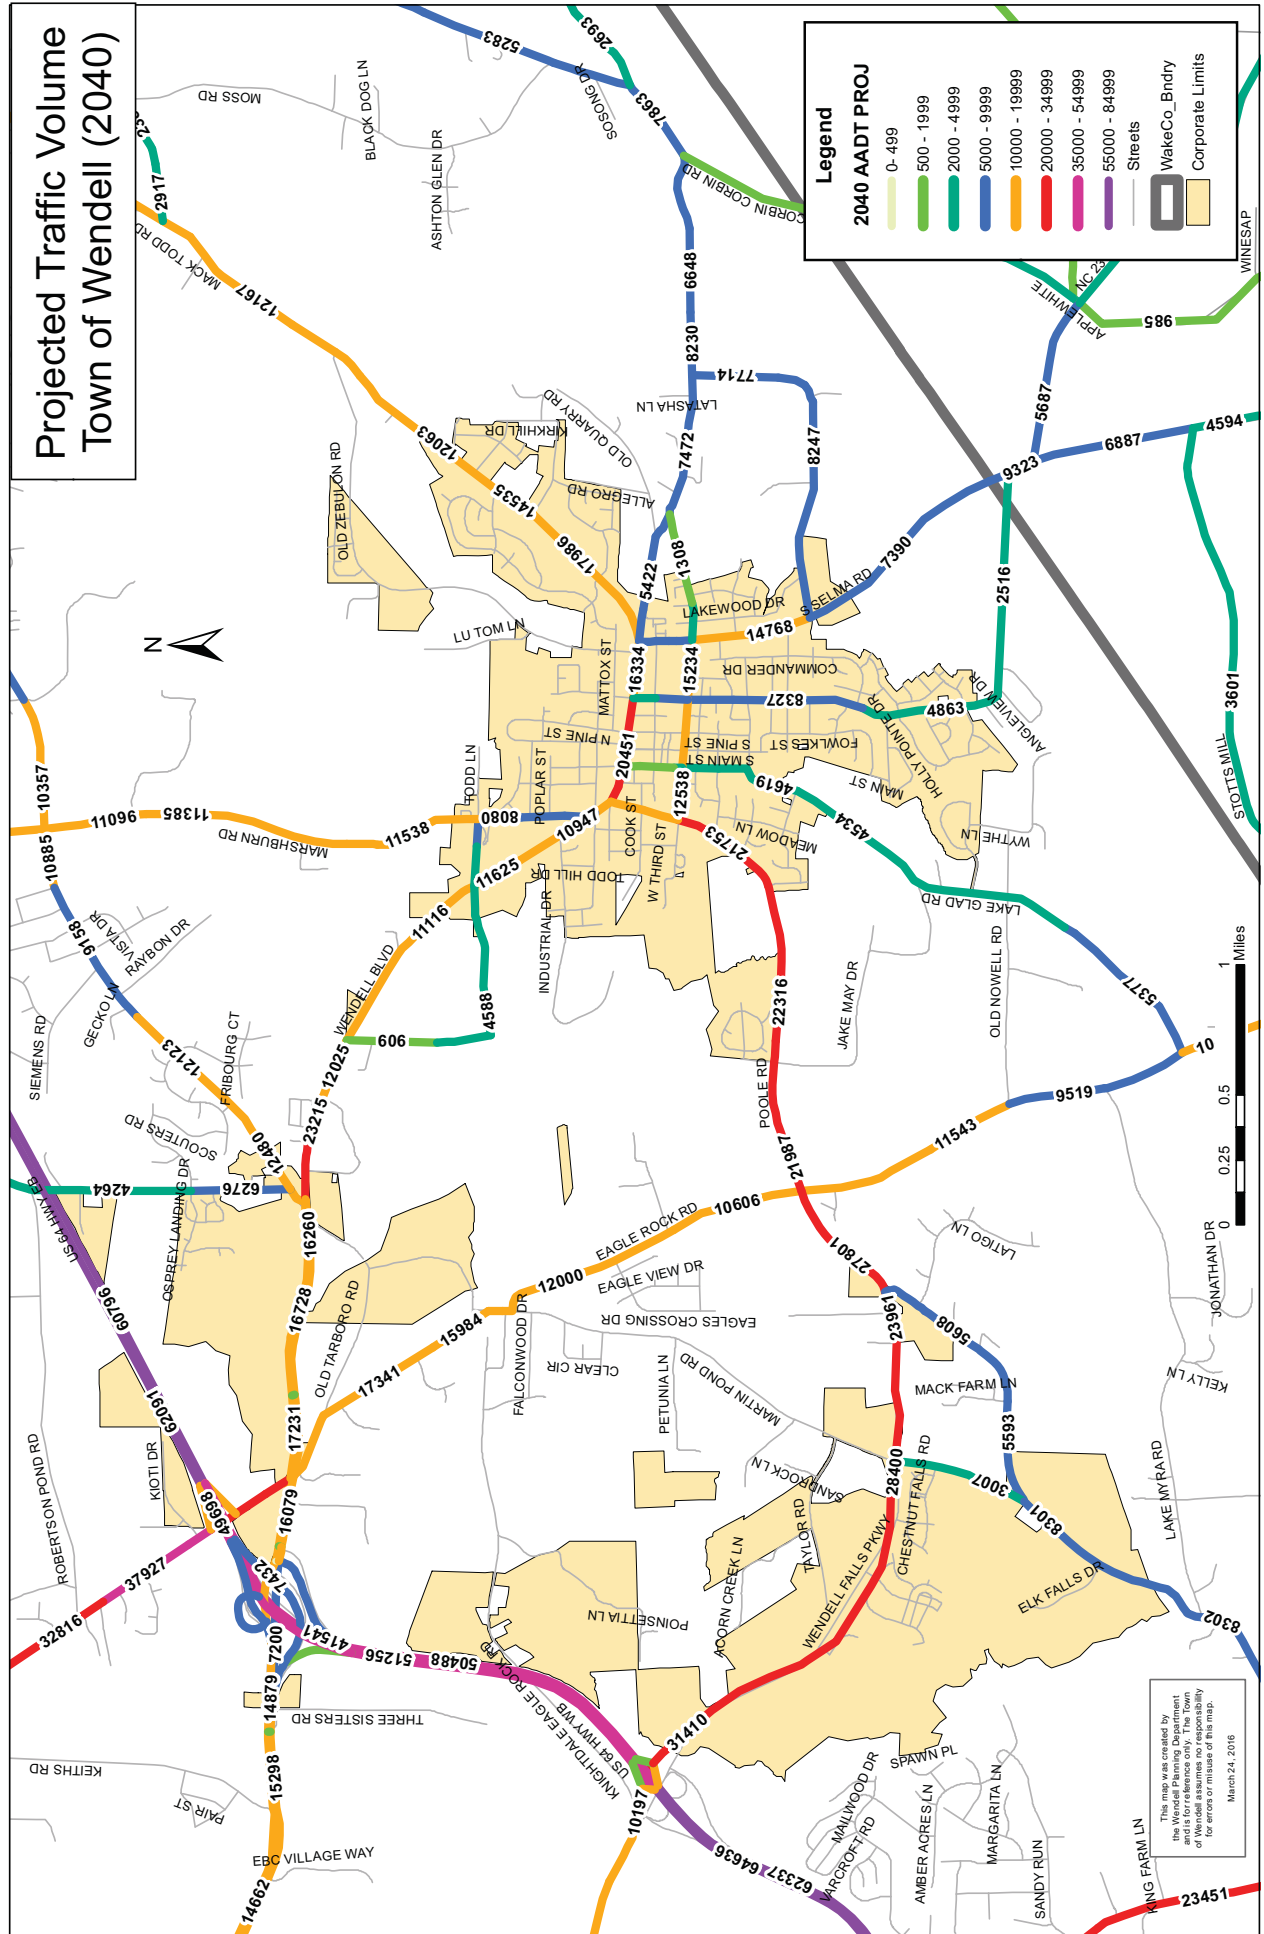 Projected Traffic Volume
Town of Wendell (2040)
Legend
2040 AADT PROJ
0- 499
500 - 1999
2000 - 4999
5000 - 9999
10000 - 19999
20000 - 34999
35000 - 54999
55000 - 84999
Streets
WakeCo_Bndry
Corporate Limits
N
5283
2693
7863
SOSONG DR
MOSS RD
BLACK DOG LN
ASHTON GLEN DR
2917
MACK TODD RD
12167
CORBIN RD
CORBIN RD
6648
8230
7714
LATASHA LN
7472
8247
OLD QUARRY RD
KIRKHILL DR
ALLEGRO RD
12063
14535
17986
OLD ZEBULON RD
5422
1308
LAKEWOOD DR
S SELMA RD
14768
7390
9323
5687
6887
4594
APPLEWHITE
NC 23
985
WINESAP
2516
3601
STOTTS MILL
LU TOM LN
MATTOX ST
16334
15234
COMMANDER DR
8327
4863
ANGLEVIEW DR
HOLLY POINTE DR
FOWLKES ST
S PINE ST
S MAIN ST
MAIN ST
N PINE ST
20451
12538
4619
4534
TODD LN
POPLAR ST
8080
10947
COOK ST
W THIRD ST
21753
MEADOW LN
WYTHE LN
LAKE GLAD RD
10357
10885
11096
11385
MARSHBURN RD
11538
11625
TODD HILL DR
INDUSTRIAL DR
11116
WENDELL BLVD
4588
909
12025
23215
9158
VISTA DR
RAYBON DR
GECKO LN
SIEMENS RD
12123
FRIBOURG CT
SCOUTERS RD
12480
22316
POOLE RD
JAKE MAY DR
OLD NOWELL RD
5377
10
9519
11543
21987
4264
6276
US 64 HWY EB
OSPREY LANDING DR
16260
16728
OLD TARBORO RD
60796
62091
17231
17341
15984
12000
EAGLE ROCK RD
10606
EAGLE VIEW DR
EAGLES CROSSING DR
FALCONWOOD DR
CLEAR CIR
PETUNIA LN
MARTIN POND RD
27801
23961
5608
LATIGO LN
JONATHAN DR
KELLY LN
MACK FARM LN
5593
LAKE MYRA RD
SANDROCK LN
TAYLOR RD
28400
CHESTNUT FALLS RD
3007
8301
ELK FALLS DR
8302
WENDELL FALLS PKWY
ACORN CREEK LN
POINSETTIA LN
ROBERTSON POND RD
KIOTI DR
49698
16079
37927
32816
7432
7200
41541
51256
50488
14879
THREE SISTERS RD
KNIGHTDALE EAGLE ROCK RD
US 64 HWY WB
31410
15298
KEITHS RD
PAIR ST
EBC VILLAGE WAY
14662
10197
64636
62337
VARCROFT RD
MAILWOOD DR
SPAWN PL
AMBER ACRES LN
MARGARITA LN
SANDY RUN
KING FARM LN
23451
0
0.25
0.5
1
Miles
This map was created by
the Wendell Planning Department
and is for reference only. The Town
of Wendell assumes no responsibility
for errors or misuse of this map.
March 24, 2016